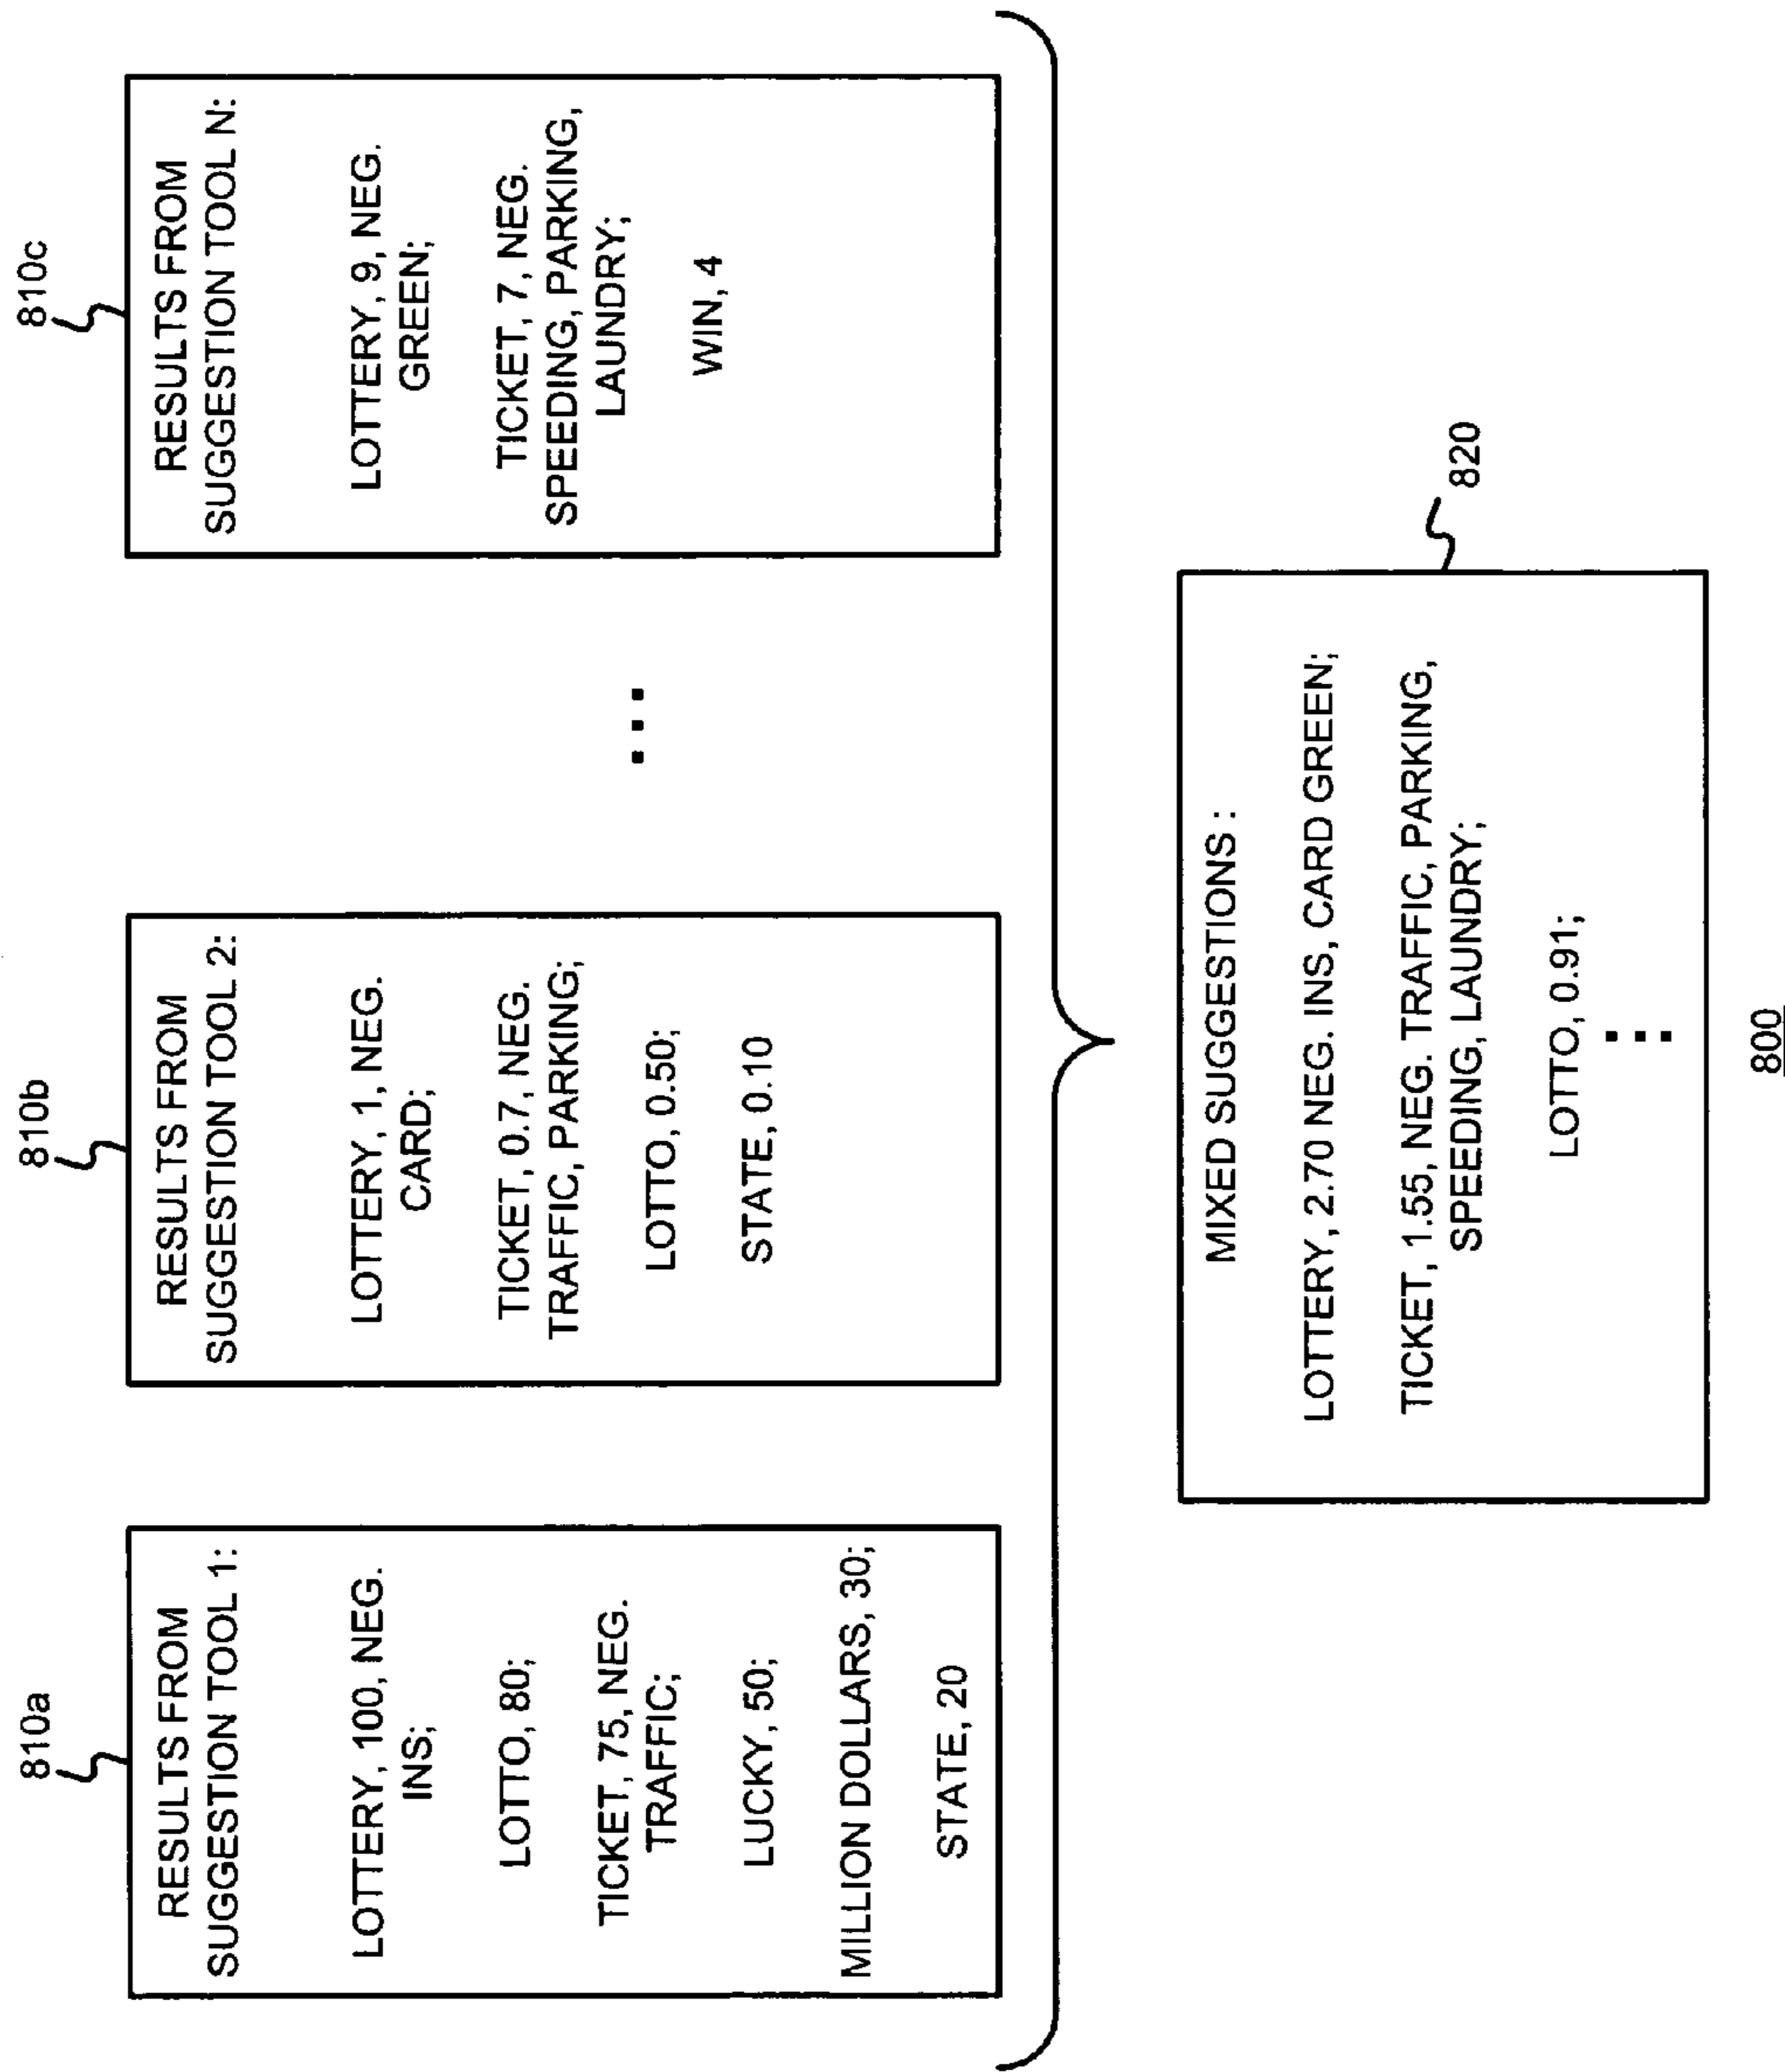 810a
RESULTS FROM
SUGGESTION TOOL 1:
LOTTERY, 100, NEG.
INS;
LOTTO, 80;
TICKET, 75, NEG.
TRAFFIC;
LUCKY, 50;
MILLION DOLLARS, 30;
STATE, 20
810b
RESULTS FROM
SUGGESTION TOOL 2:
LOTTERY, 1, NEG.
CARD;
TICKET, 0.7, NEG.
TRAFFIC, PARKING;
LOTTO, 0.50;
STATE, 0.10
...
810c
RESULTS FROM
SUGGESTION TOOL N:
LOTTERY, 9, NEG.
GREEN;
TICKET, 7, NEG.
SPEEDING, PARKING,
LAUNDRY;
WIN, 4
820
MIXED SUGGESTIONS :
LOTTERY, 2.70 NEG. INS, CARD GREEN;
TICKET, 1.55, NEG. TRAFFIC, PARKING,
SPEEDING, LAUNDRY;
LOTTO, 0.91;
...
800